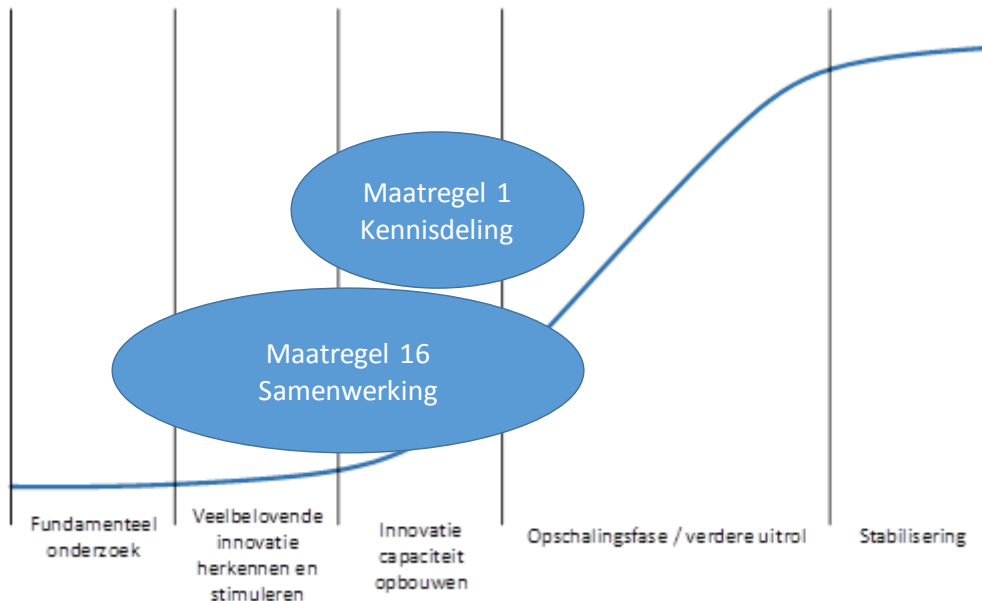 Maatregel 1
Kennisdeling
Maatregel 16
Samenwerking
Fundamenteel
onderzoek
Veelbelovende
innovatie
herkennen en
stimuleren
Innovatie
capaciteit
opbouwen
Opschalingsfase / verdere uitrol
Stabilisering